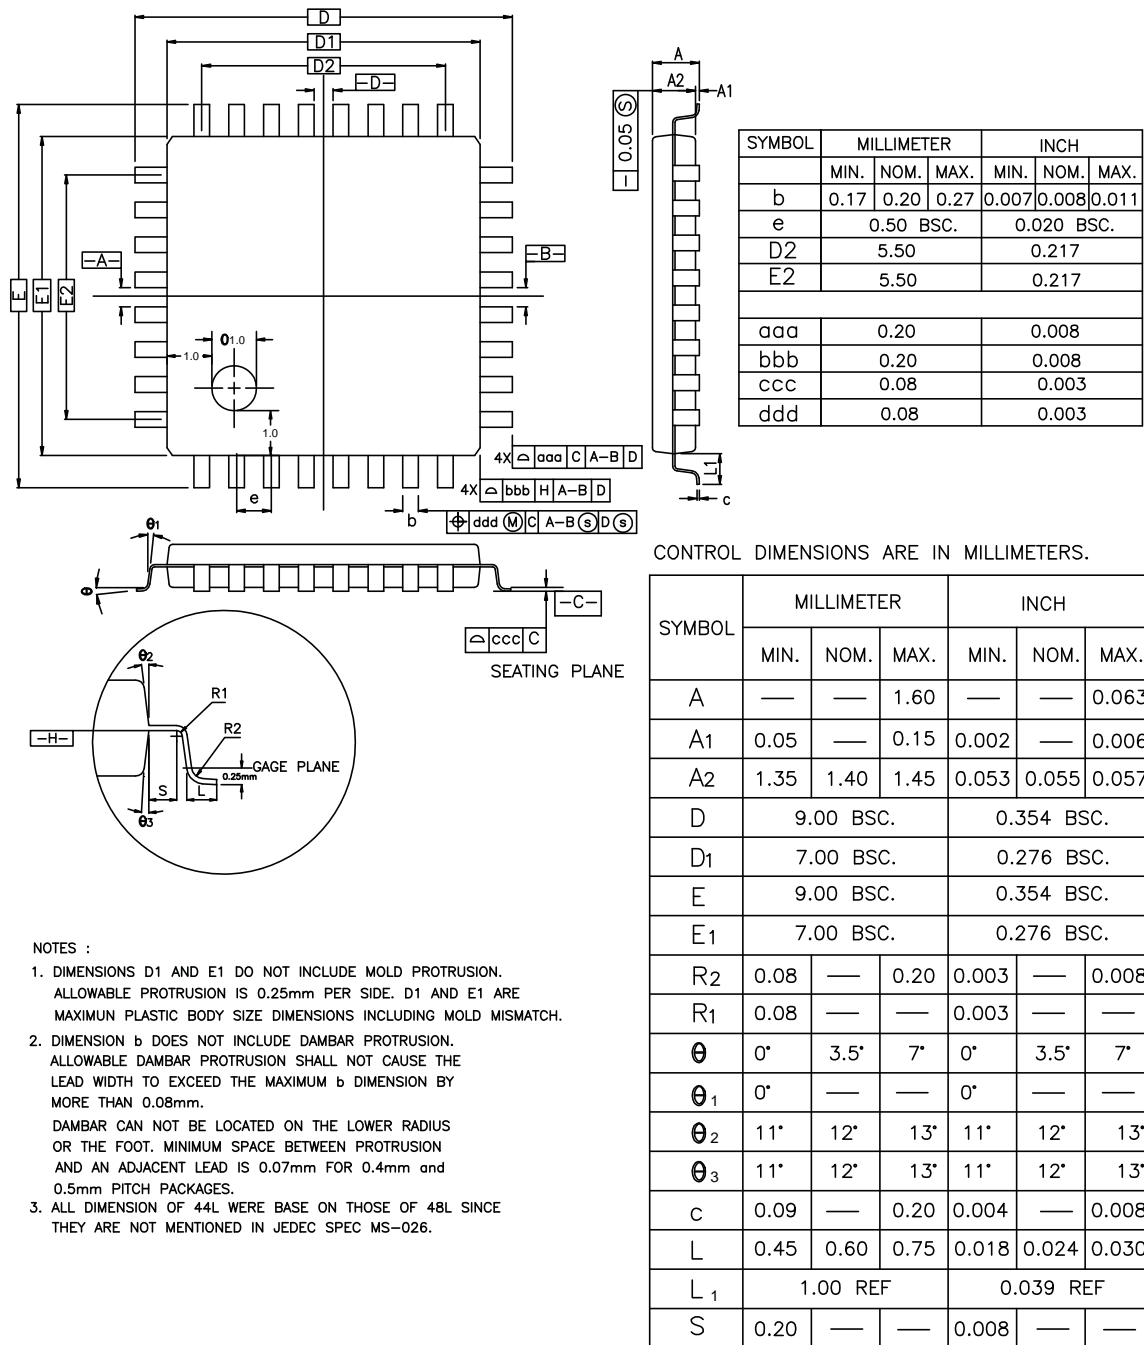 D
D1
D2
-D-
A
A2
A1
- 0.05 Ⓢ
E
E1
E2
-A-
-B-
θ1.0
1.0
1.0
4X ⌓ aaa C A-B D
4X ⌓ bbb H A-B D
⌖ ddd Ⓜ C A-B Ⓢ D Ⓢ
e
b
L1
c
SYMBOL MILLIMETER INCH
MIN. NOM. MAX. MIN. NOM. MAX.
b 0.17 0.20 0.27 0.007 0.008 0.011
e 0.50 BSC. 0.020 BSC.
D2 5.50 0.217
E2 5.50 0.217
aaa 0.20 0.008
bbb 0.20 0.008
ccc 0.08 0.003
ddd 0.08 0.003
θ1
θ
-C-
⌓ ccc C
SEATING PLANE
θ2
R1
R2
-H-
GAGE PLANE
0.25mm
S
L
θ3
CONTROL DIMENSIONS ARE IN MILLIMETERS.
SYMBOL MILLIMETER INCH
MIN. NOM. MAX. MIN. NOM. MAX.
A — — 1.60 — — 0.063
A1 0.05 — 0.15 0.002 — 0.006
A2 1.35 1.40 1.45 0.053 0.055 0.057
D 9.00 BSC. 0.354 BSC.
D1 7.00 BSC. 0.276 BSC.
E 9.00 BSC. 0.354 BSC.
E1 7.00 BSC. 0.276 BSC.
R2 0.08 — 0.20 0.003 — 0.008
R1 0.08 — — 0.003 — —
θ 0° 3.5° 7° 0° 3.5° 7°
θ1 0° — — 0° — —
θ2 11° 12° 13° 11° 12° 13°
θ3 11° 12° 13° 11° 12° 13°
c 0.09 — 0.20 0.004 — 0.008
L 0.45 0.60 0.75 0.018 0.024 0.030
L1 1.00 REF 0.039 REF
S 0.20 — — 0.008 — —
NOTES :
1. DIMENSIONS D1 AND E1 DO NOT INCLUDE MOLD PROTRUSION.
ALLOWABLE PROTRUSION IS 0.25mm PER SIDE. D1 AND E1 ARE
MAXIMUN PLASTIC BODY SIZE DIMENSIONS INCLUDING MOLD MISMATCH.
2. DIMENSION b DOES NOT INCLUDE DAMBAR PROTRUSION.
ALLOWABLE DAMBAR PROTRUSION SHALL NOT CAUSE THE
LEAD WIDTH TO EXCEED THE MAXIMUM b DIMENSION BY
MORE THAN 0.08mm.
DAMBAR CAN NOT BE LOCATED ON THE LOWER RADIUS
OR THE FOOT. MINIMUM SPACE BETWEEN PROTRUSION
AND AN ADJACENT LEAD IS 0.07mm FOR 0.4mm and
0.5mm PITCH PACKAGES.
3. ALL DIMENSION OF 44L WERE BASE ON THOSE OF 48L SINCE
THEY ARE NOT MENTIONED IN JEDEC SPEC MS-026.